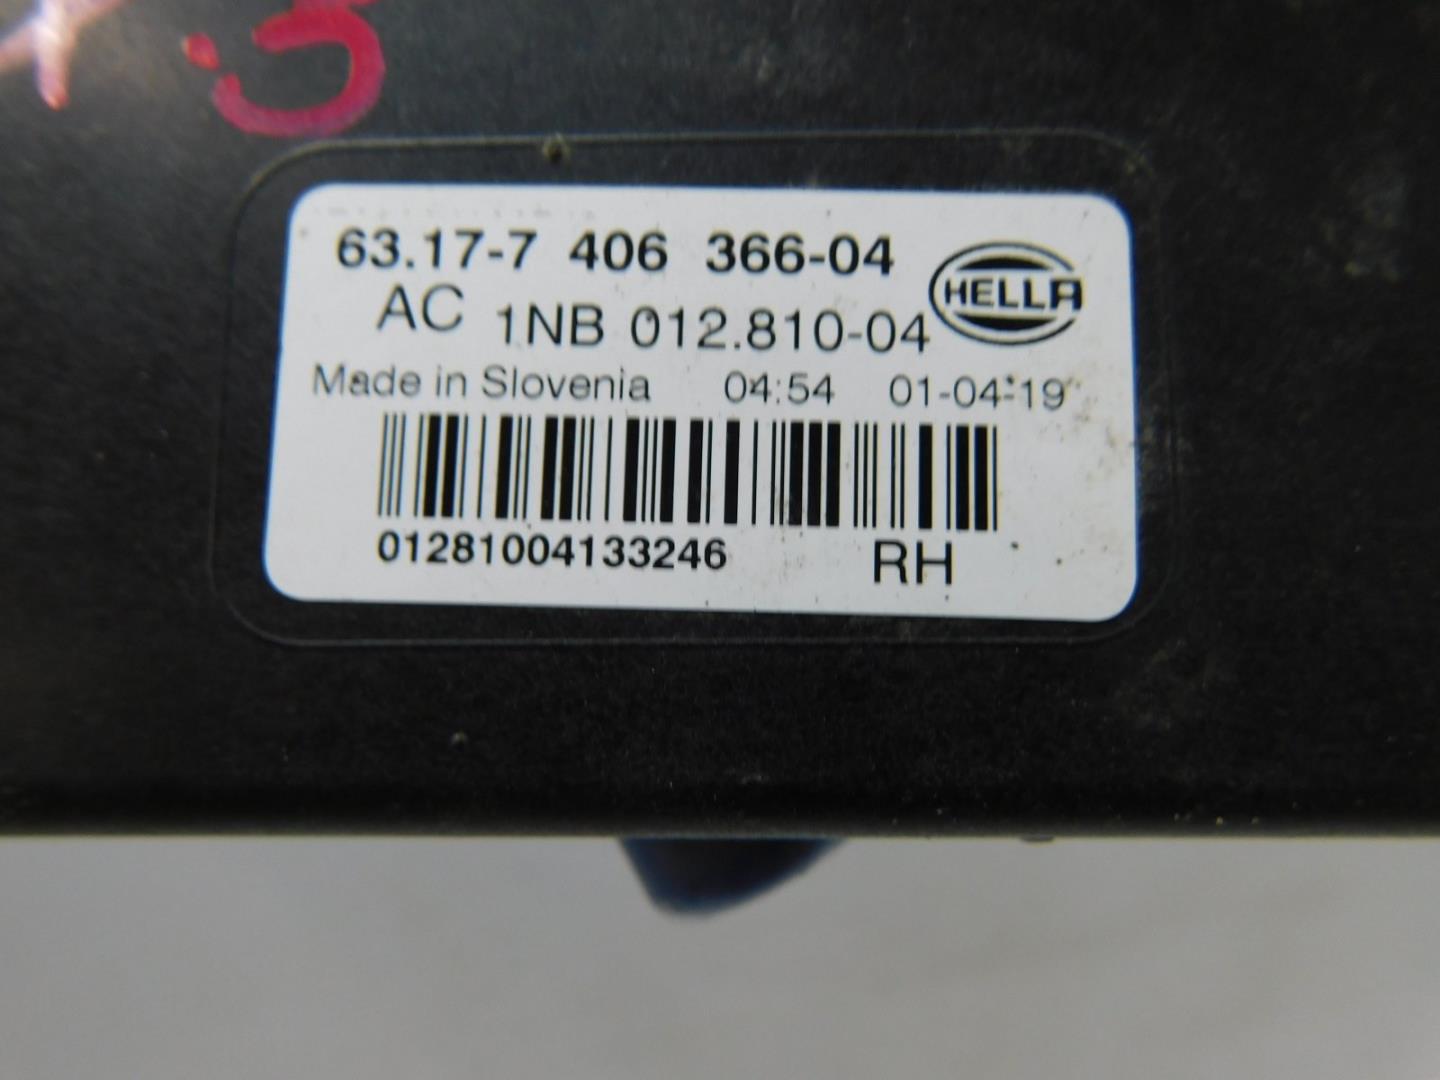 X3
63.17-7 406 366-04
HELLA
AC 1NB 012.810-04
Made in Slovenia 04:54 01-04-19
01281004133246 RH